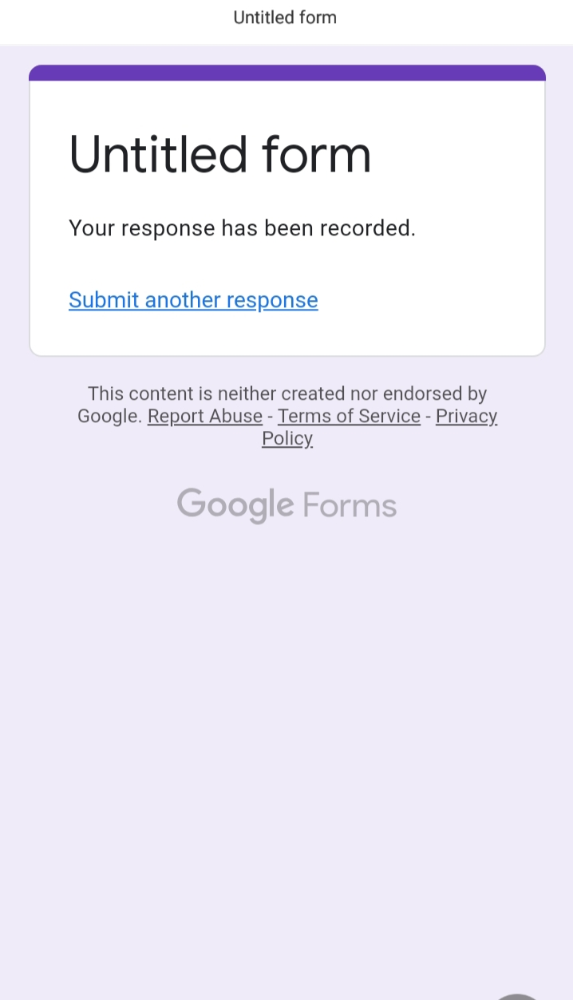 Untitled form
Untitled form
Your response has been recorded.
Submit another response
This content is neither created nor endorsed by
Google. Report Abuse - Terms of Service - Privacy
Policy
Google Forms